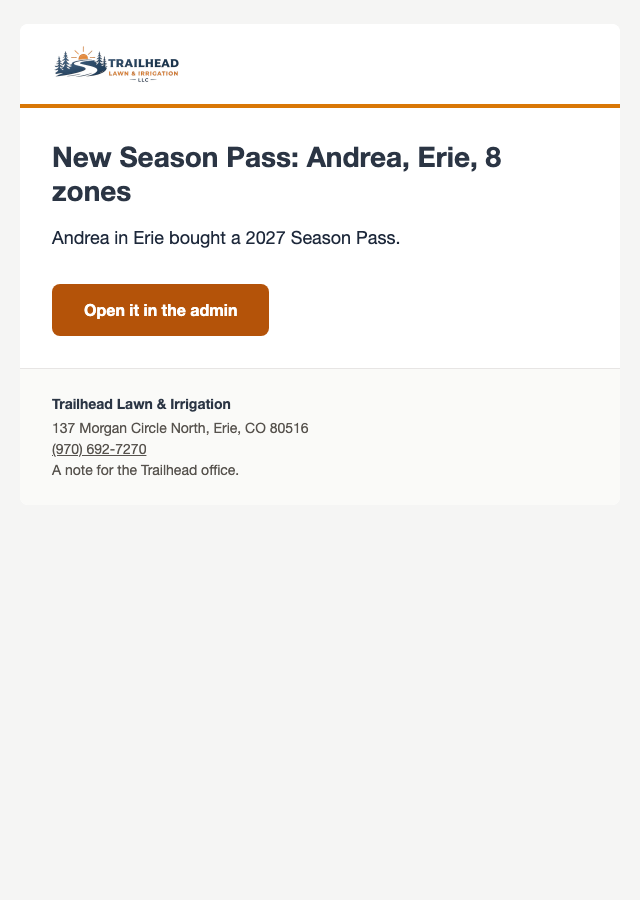 TRAILHEAD
LAWN & IRRIGATION
LLC
New Season Pass: Andrea, Erie, 8
zones
Andrea in Erie bought a 2027 Season Pass.
Open it in the admin
Trailhead Lawn & Irrigation
137 Morgan Circle North, Erie, CO 80516
(970) 692-7270
A note for the Trailhead office.